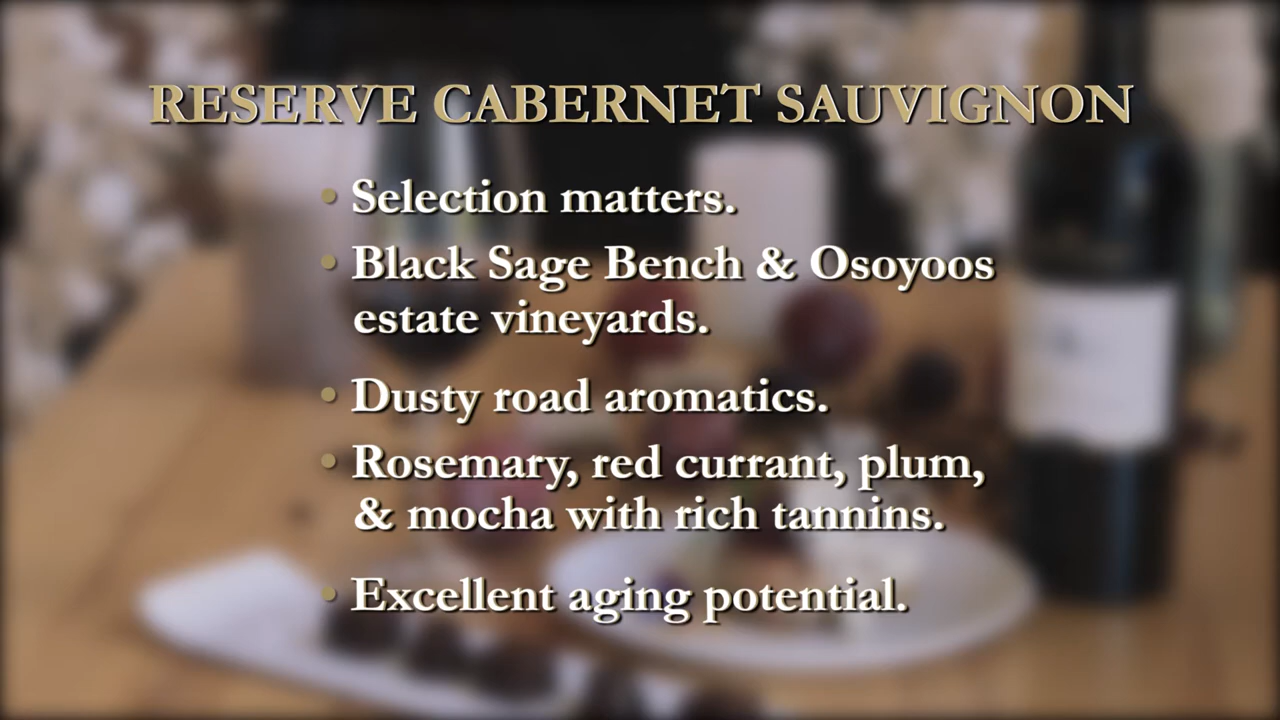 RESERVE CABERNET SAUVIGNON
• Selection matters.
• Black Sage Bench & Osoyoos
estate vineyards.
• Dusty road aromatics.
• Rosemary, red currant, plum,
& mocha with rich tannins.
• Excellent aging potential.